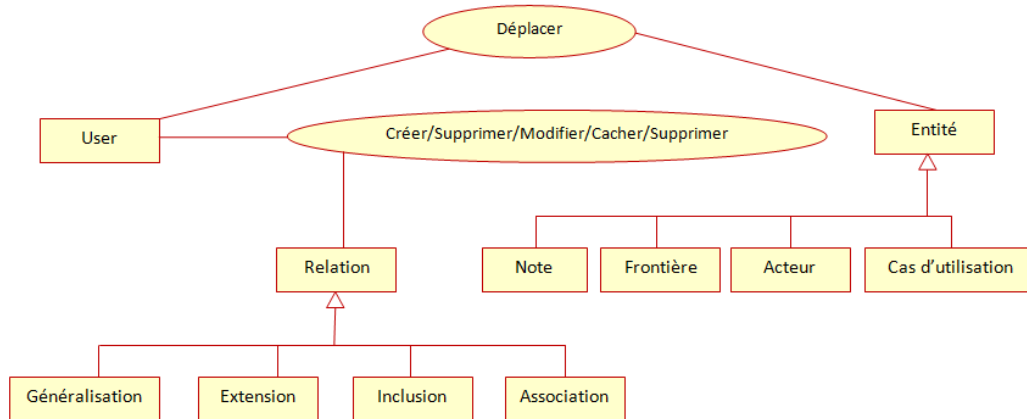 Déplacer
User
Créer/Supprimer/Modifier/Cacher/Supprimer
Entité
Relation
Note
Frontière
Acteur
Cas d’utilisation
Généralisation
Extension
Inclusion
Association